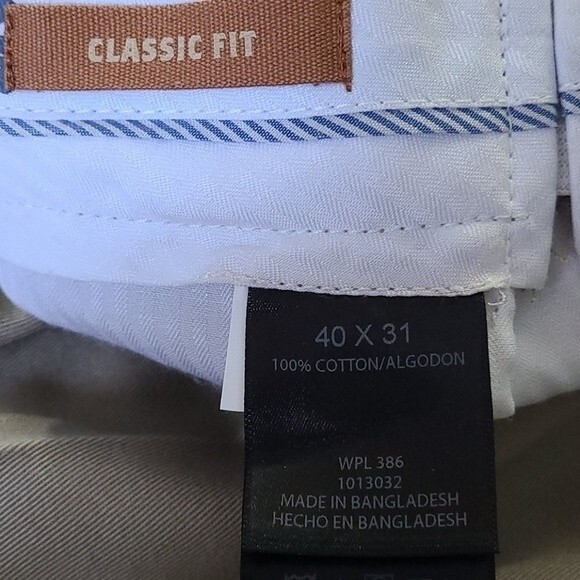 CLASSIC FIT
40 X 31
100% COTTON/ALGODON
WPL 386
1013032
MADE IN BANGLADESH
HECHO EN BANGLADESH